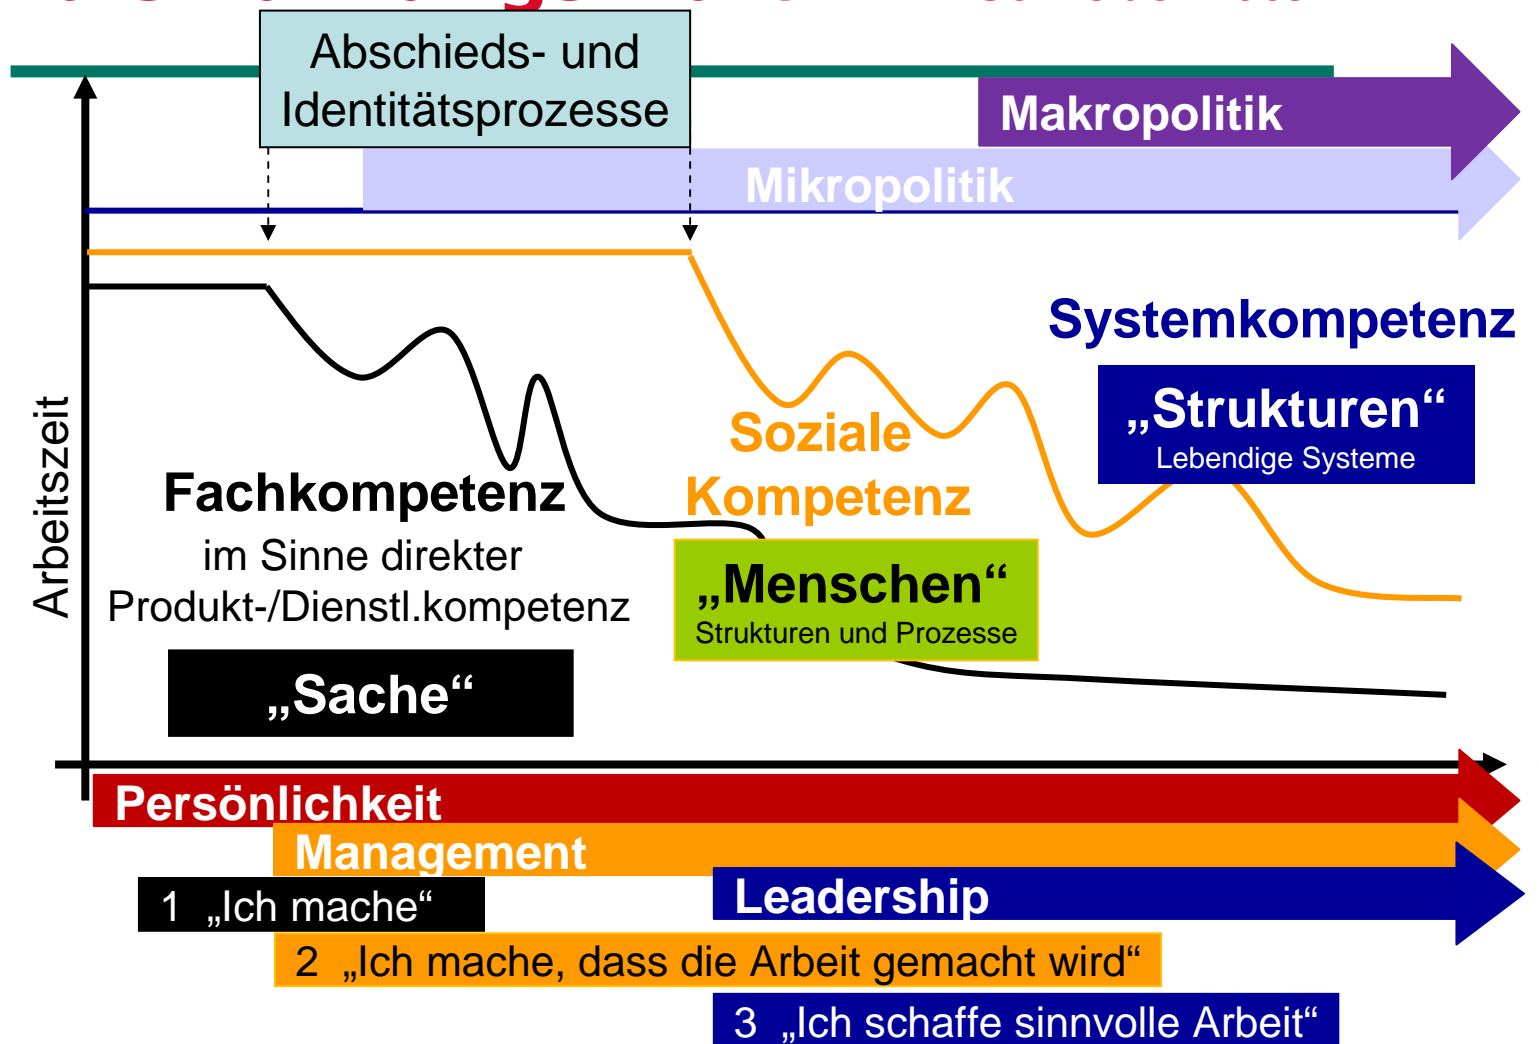 Abschieds- und
Identitätsprozesse
Makropolitik
Mikropolitik
Systemkompetenz
„Strukturen“
Lebendige Systeme
Soziale
Kompetenz
Arbeitszeit
Fachkompetenz
im Sinne direkter
Produkt-/Dienstl.kompetenz
„Menschen“
Strukturen und Prozesse
„Sache“
Persönlichkeit
Management
Leadership
1 „Ich mache“
2 „Ich mache, dass die Arbeit gemacht wird“
3 „Ich schaffe sinnvolle Arbeit“